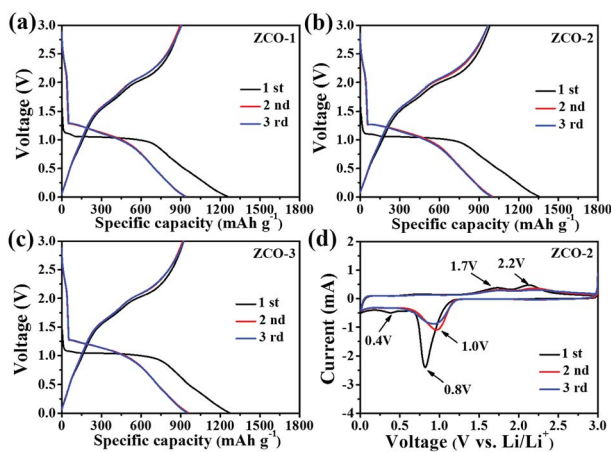 (a)
ZCO-1
1 st
2 nd
3 rd
Voltage (V)
3.0
2.5
2.0
1.5
1.0
0.5
0.0
0 300 600 900 1200 1500 1800
Specific capacity (mAh g⁻¹)
(b)
ZCO-2
1 st
2 nd
3 rd
Voltage (V)
3.0
2.5
2.0
1.5
1.0
0.5
0.0
0 300 600 900 1200 1500 1800
Specific capacity (mAh g⁻¹)
(c)
ZCO-3
1 st
2 nd
3 rd
Voltage (V)
3.0
2.5
2.0
1.5
1.0
0.5
0.0
0 300 600 900 1200 1500 1800
Specific capacity (mAh g⁻¹)
(d)
ZCO-2
1.7V
2.2V
0.4V
1.0V
0.8V
1 st
2 nd
3 rd
Current (mA)
2
1
0
-1
-2
-3
-4
0.0 0.5 1.0 1.5 2.0 2.5 3.0
Voltage (V vs. Li/Li⁺)